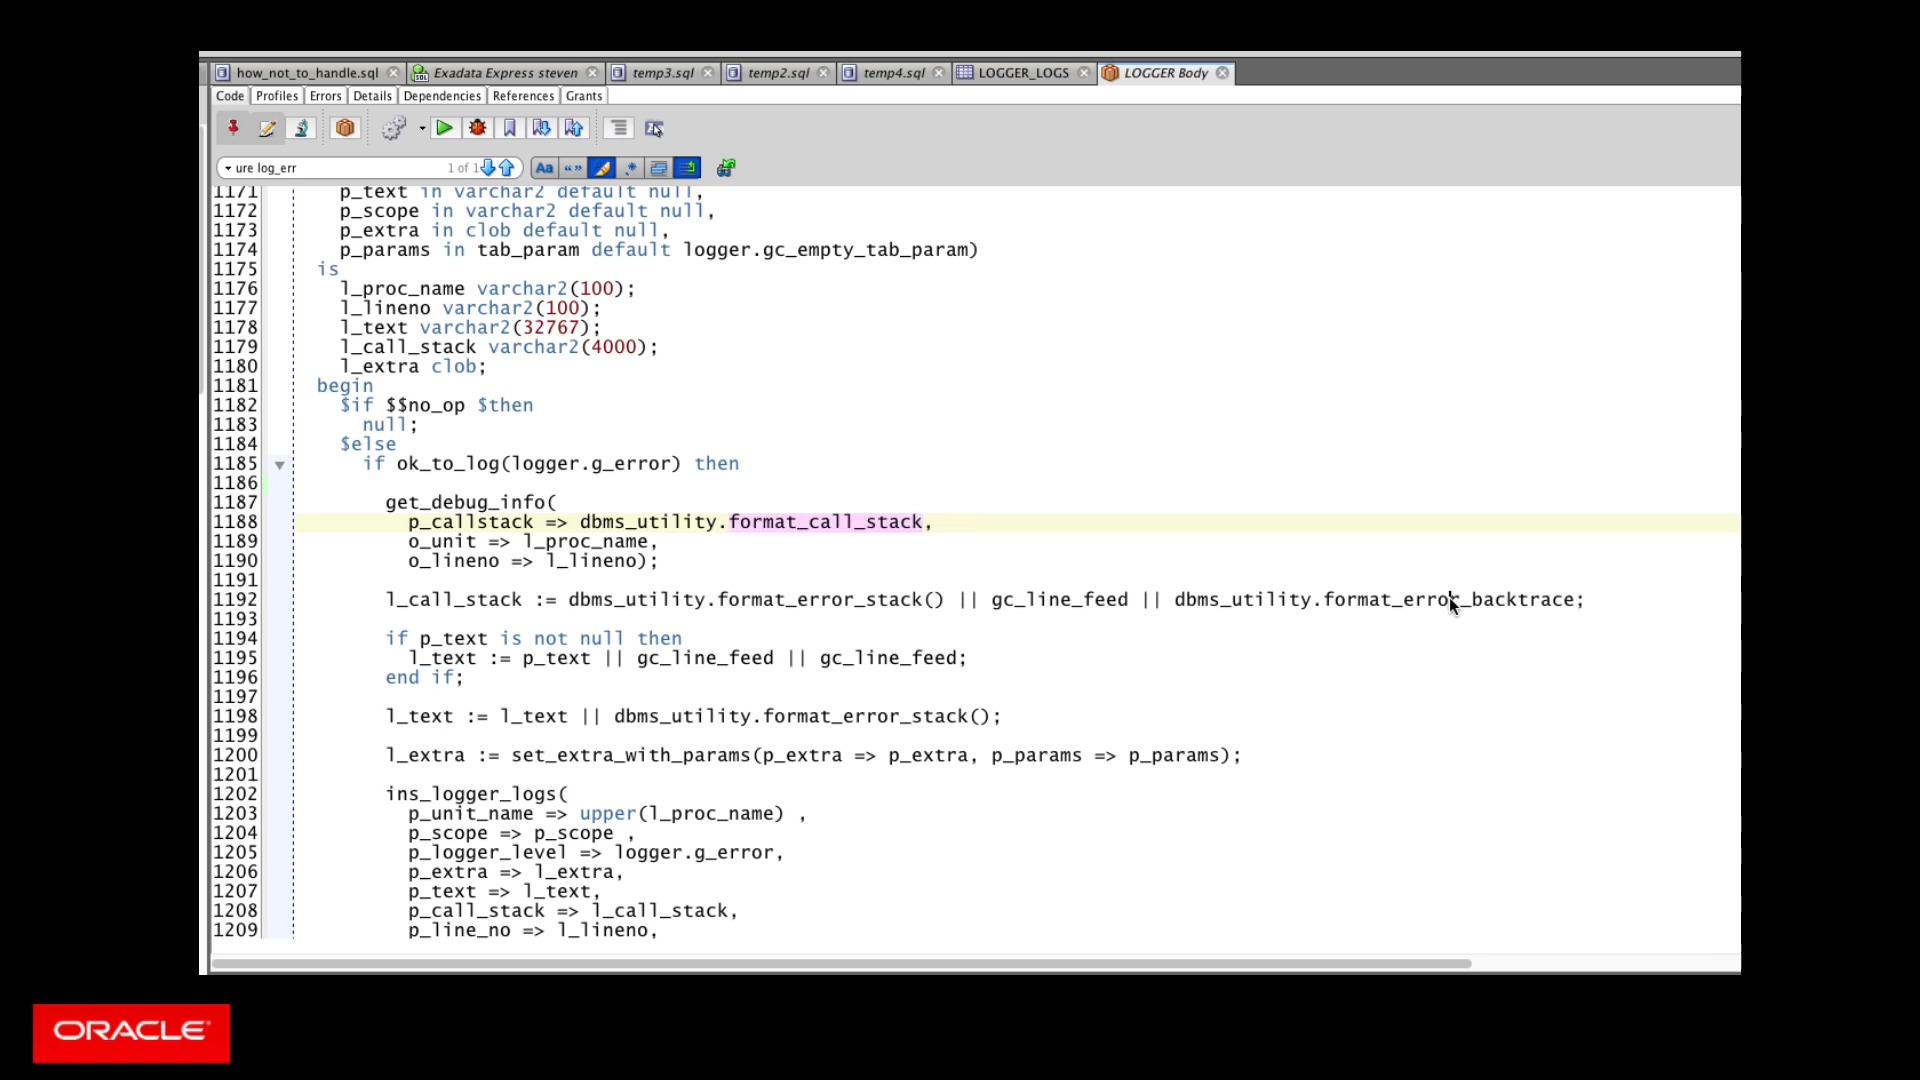 how_not_to_handle.sql Exadata Express steven temp3.sql temp2.sql temp4.sql LOGGER_LOGS LOGGER Body
Code Profiles Errors Details Dependencies References Grants
ure log_err 1 of 1 Aa “” .*
1171 p_text in varchar2 default null,
1172 p_scope in varchar2 default null,
1173 p_extra in clob default null,
1174 p_params in tab_param default logger.gc_empty_tab_param)
1175 is
1176 l_proc_name varchar2(100);
1177 l_lineno varchar2(100);
1178 l_text varchar2(32767);
1179 l_call_stack varchar2(4000);
1180 l_extra clob;
1181 begin
1182 $if $$no_op $then
1183 null;
1184 $else
1185 if ok_to_log(logger.g_error) then
1186
1187 get_debug_info(
1188 p_callstack => dbms_utility.format_call_stack,
1189 o_unit => l_proc_name,
1190 o_lineno => l_lineno);
1191
1192 l_call_stack := dbms_utility.format_error_stack() || gc_line_feed || dbms_utility.format_error_backtrace;
1193
1194 if p_text is not null then
1195 l_text := p_text || gc_line_feed || gc_line_feed;
1196 end if;
1197
1198 l_text := l_text || dbms_utility.format_error_stack();
1199
1200 l_extra := set_extra_with_params(p_extra => p_extra, p_params => p_params);
1201
1202 ins_logger_logs(
1203 p_unit_name => upper(l_proc_name) ,
1204 p_scope => p_scope ,
1205 p_logger_level => logger.g_error,
1206 p_extra => l_extra,
1207 p_text => l_text,
1208 p_call_stack => l_call_stack,
1209 p_line_no => l_lineno,
ORACLE